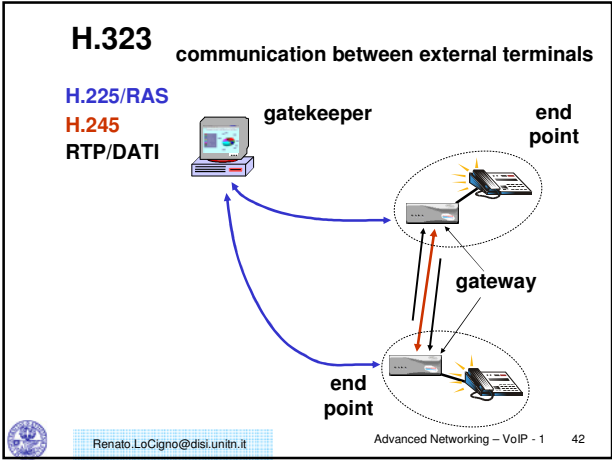 H.323 communication between external terminals
H.225/RAS
H.245
RTP/DATI
gatekeeper
end
point
gateway
end
point
Renato.LoCigno@disi.unitn.it
Advanced Networking – VoIP - 1 42